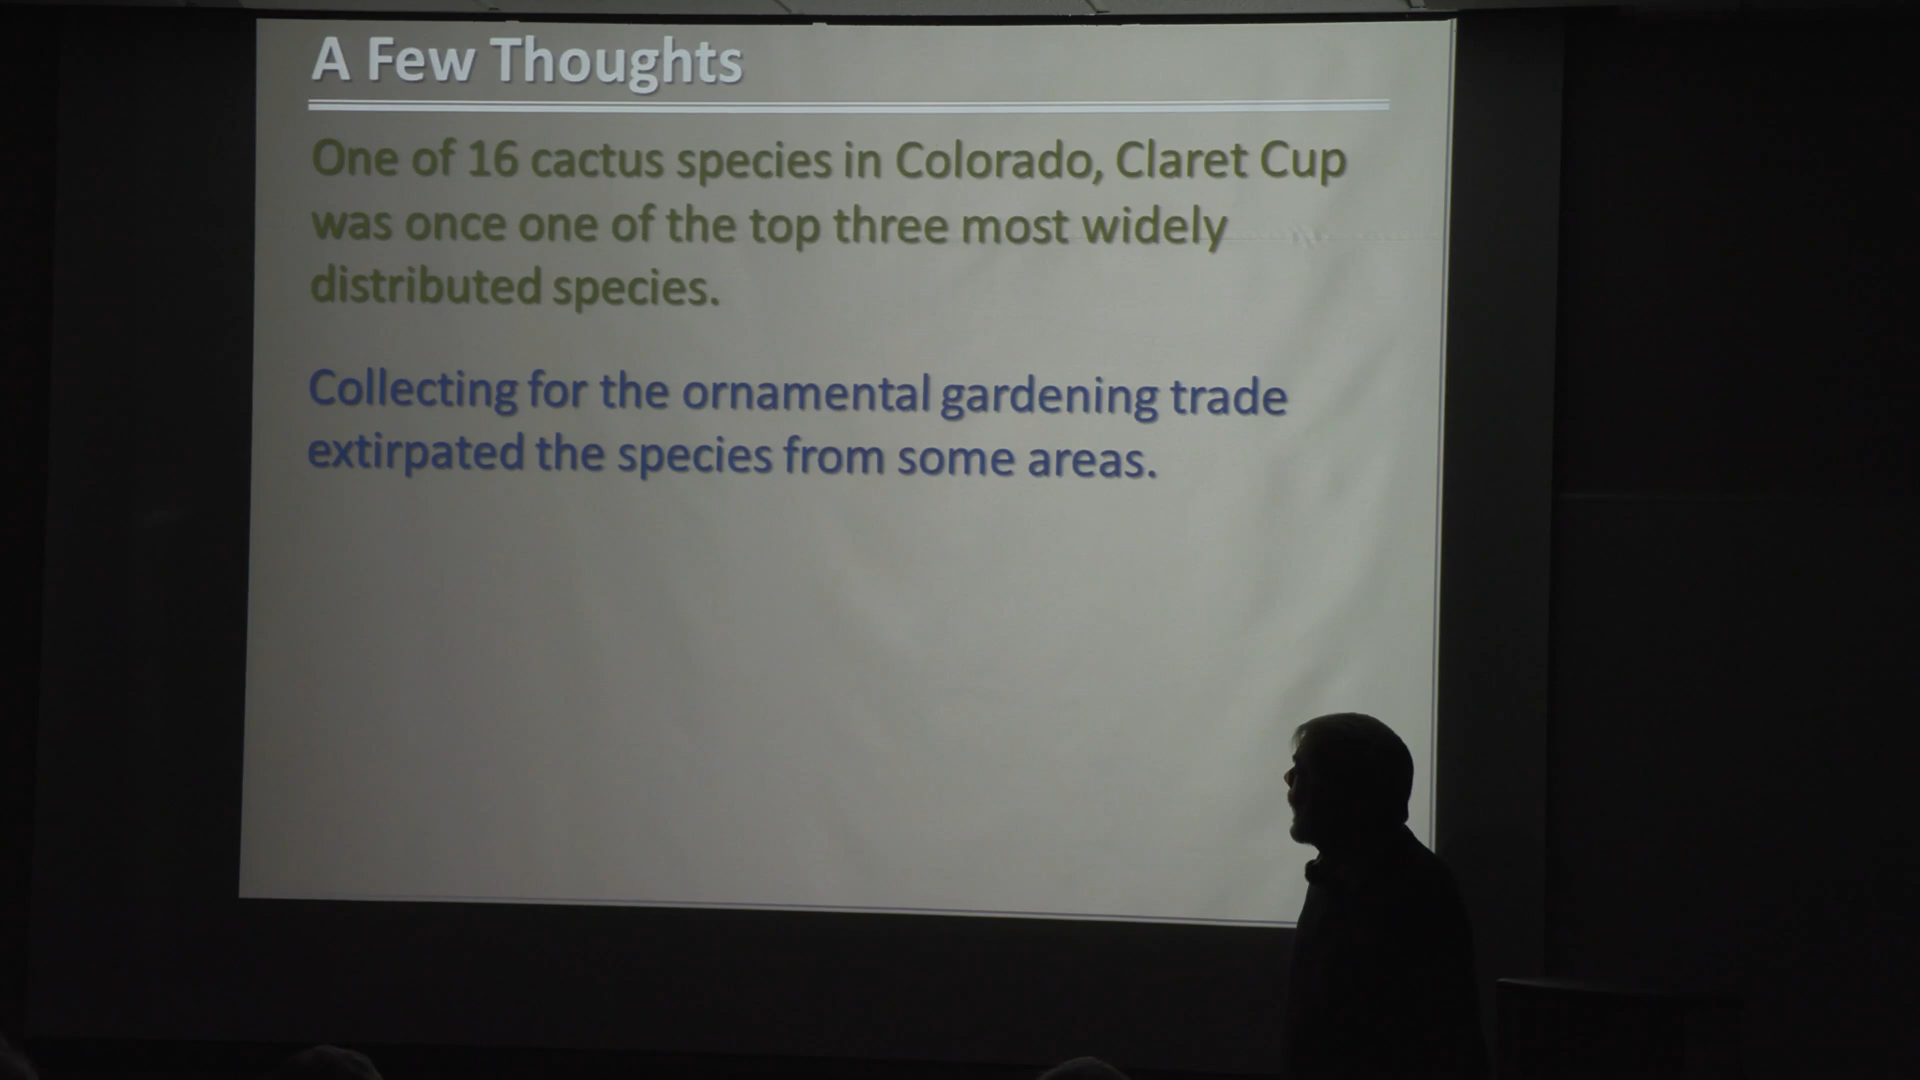 A Few Thoughts
One of 16 cactus species in Colorado, Claret Cup
was once one of the top three most widely
distributed species.
Collecting for the ornamental gardening trade
extirpated the species from some areas.